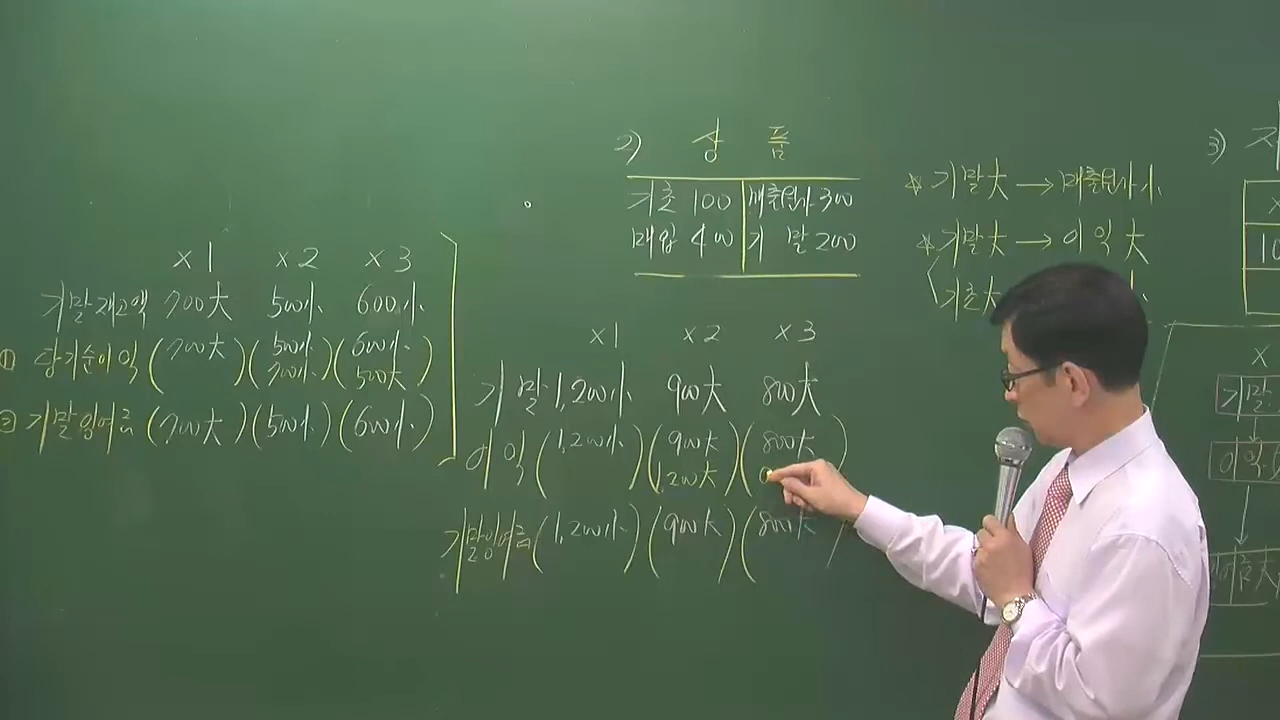 2) 상 품
기초 100 매출원가 300
매입 400 기 말 200
* 기말大 → 매출원가小
* 기말大 → 이익大
기초大
3)
x1 x2 x3
기말재고액 700大 500小 600小
① 당기순이익 (700大) (500小) (600小)
700小 500大
② 기말잉여금 (700大) (500小) (600小)
x1 x2 x3
기 말 1,200小 900大 800大
이 익 (1,200小) (900大) (800大)
1,200大
기말잉여금 (1,200小) (900大) (800大)
x
기말
이익